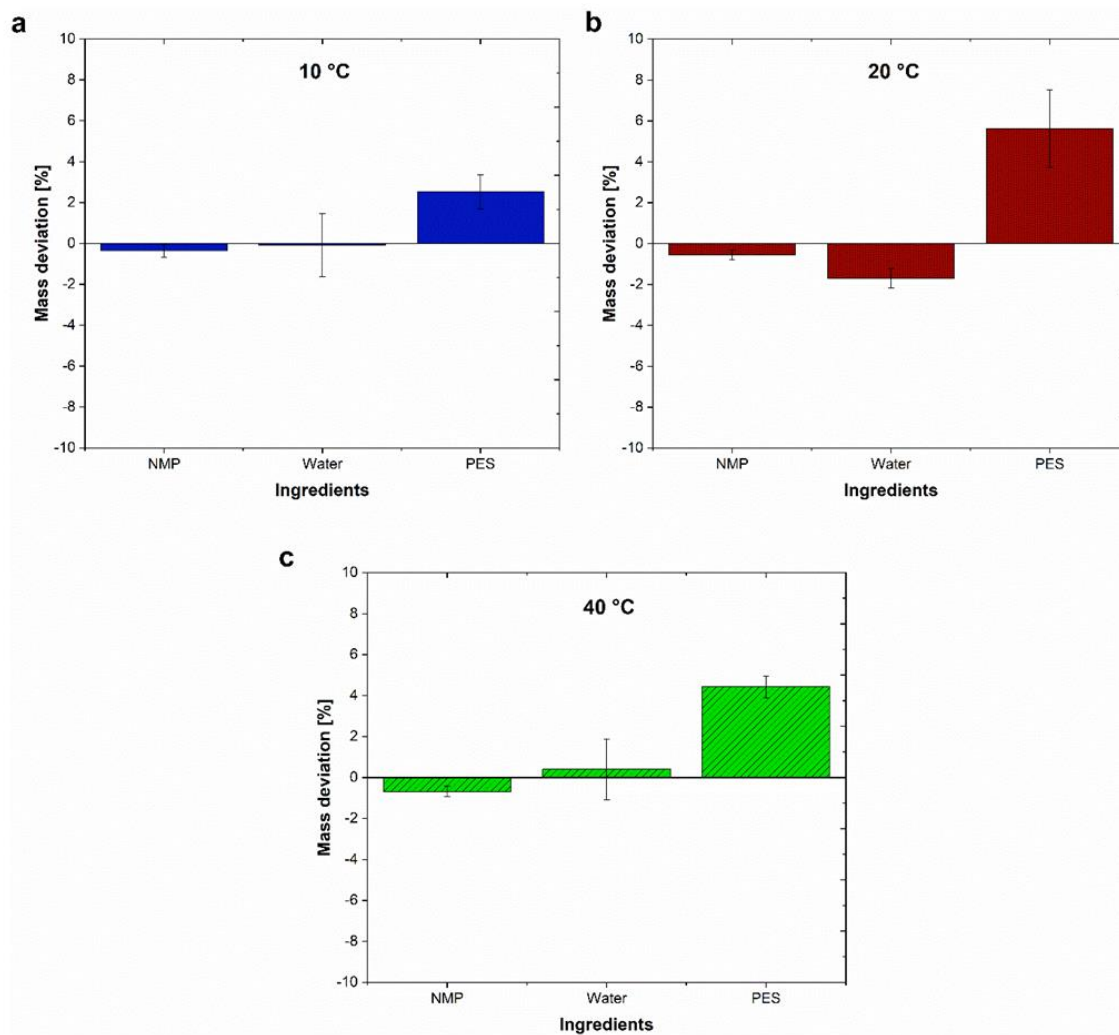 a
10 °C
10
8
6
4
2
0
-2
-4
-6
-8
-10
Mass deviation [%]
NMP Water PES
Ingredients
b
20 °C
10
8
6
4
2
0
-2
-4
-6
-8
-10
Mass deviation [%]
NMP Water PES
Ingredients
c
40 °C
10
8
6
4
2
0
-2
-4
-6
-8
-10
Mass deviation [%]
NMP Water PES
Ingredients